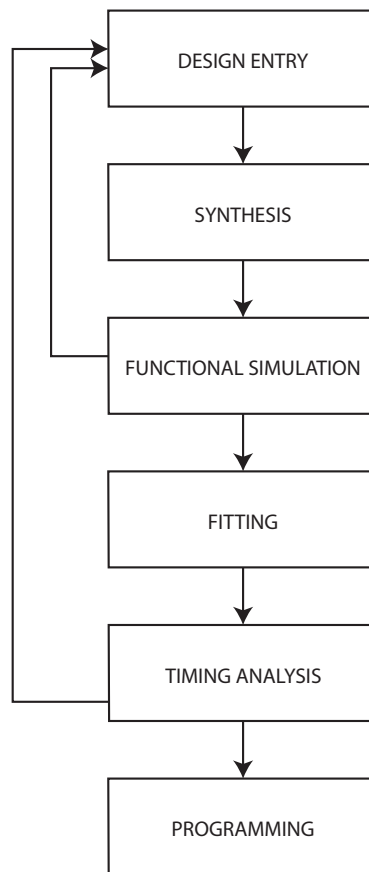 DESIGN ENTRY
SYNTHESIS
FUNCTIONAL SIMULATION
FITTING
TIMING ANALYSIS
PROGRAMMING